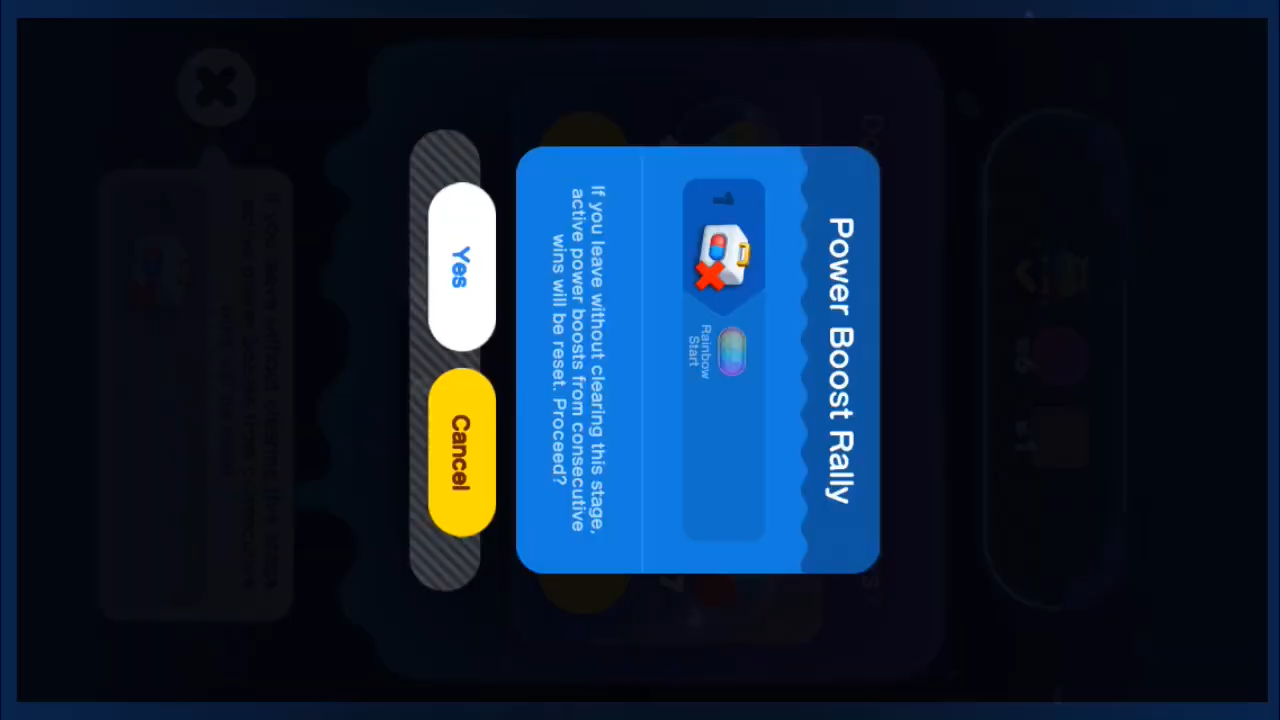 Power Boost Rally
1
Rainbow
Start
If you leave without clearing this stage,
active power boosts from consecutive
wins will be reset. Proceed?
Yes
Cancel